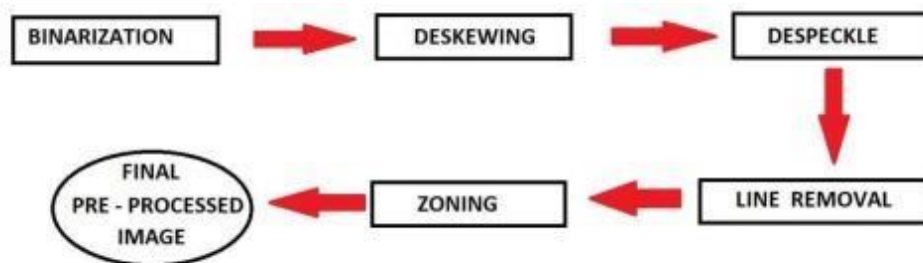 BINARIZATION
DESKEWING
DESPECKLE
LINE REMOVAL
ZONING
FINAL
PRE - PROCESSED
IMAGE